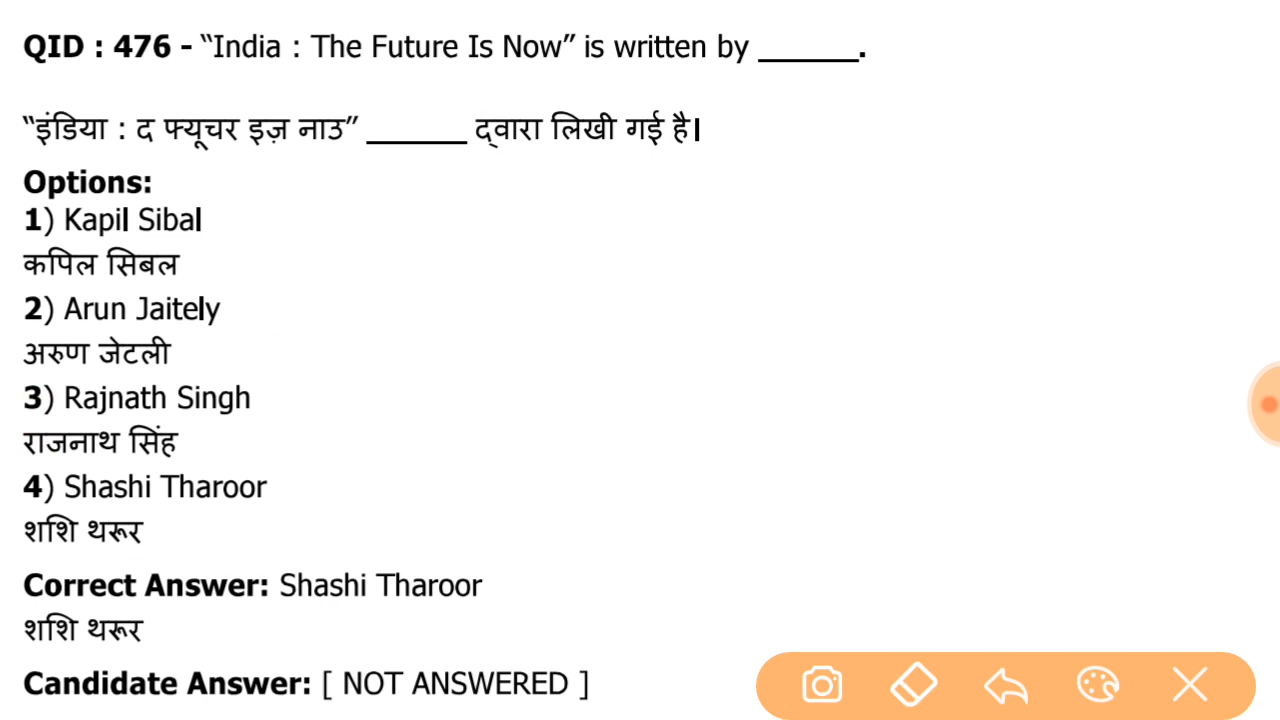 QID : 476 - “India : The Future Is Now” is written by ______.
“इंडिया : द फ्यूचर इज़ नाउ” ______ द्वारा लिखी गई है।
Options:
1) Kapil Sibal
कपिल सिबल
2) Arun Jaitely
अरुण जेटली
3) Rajnath Singh
राजनाथ सिंह
4) Shashi Tharoor
शशि थरूर
Correct Answer: Shashi Tharoor
शशि थरूर
Candidate Answer: [ NOT ANSWERED ]